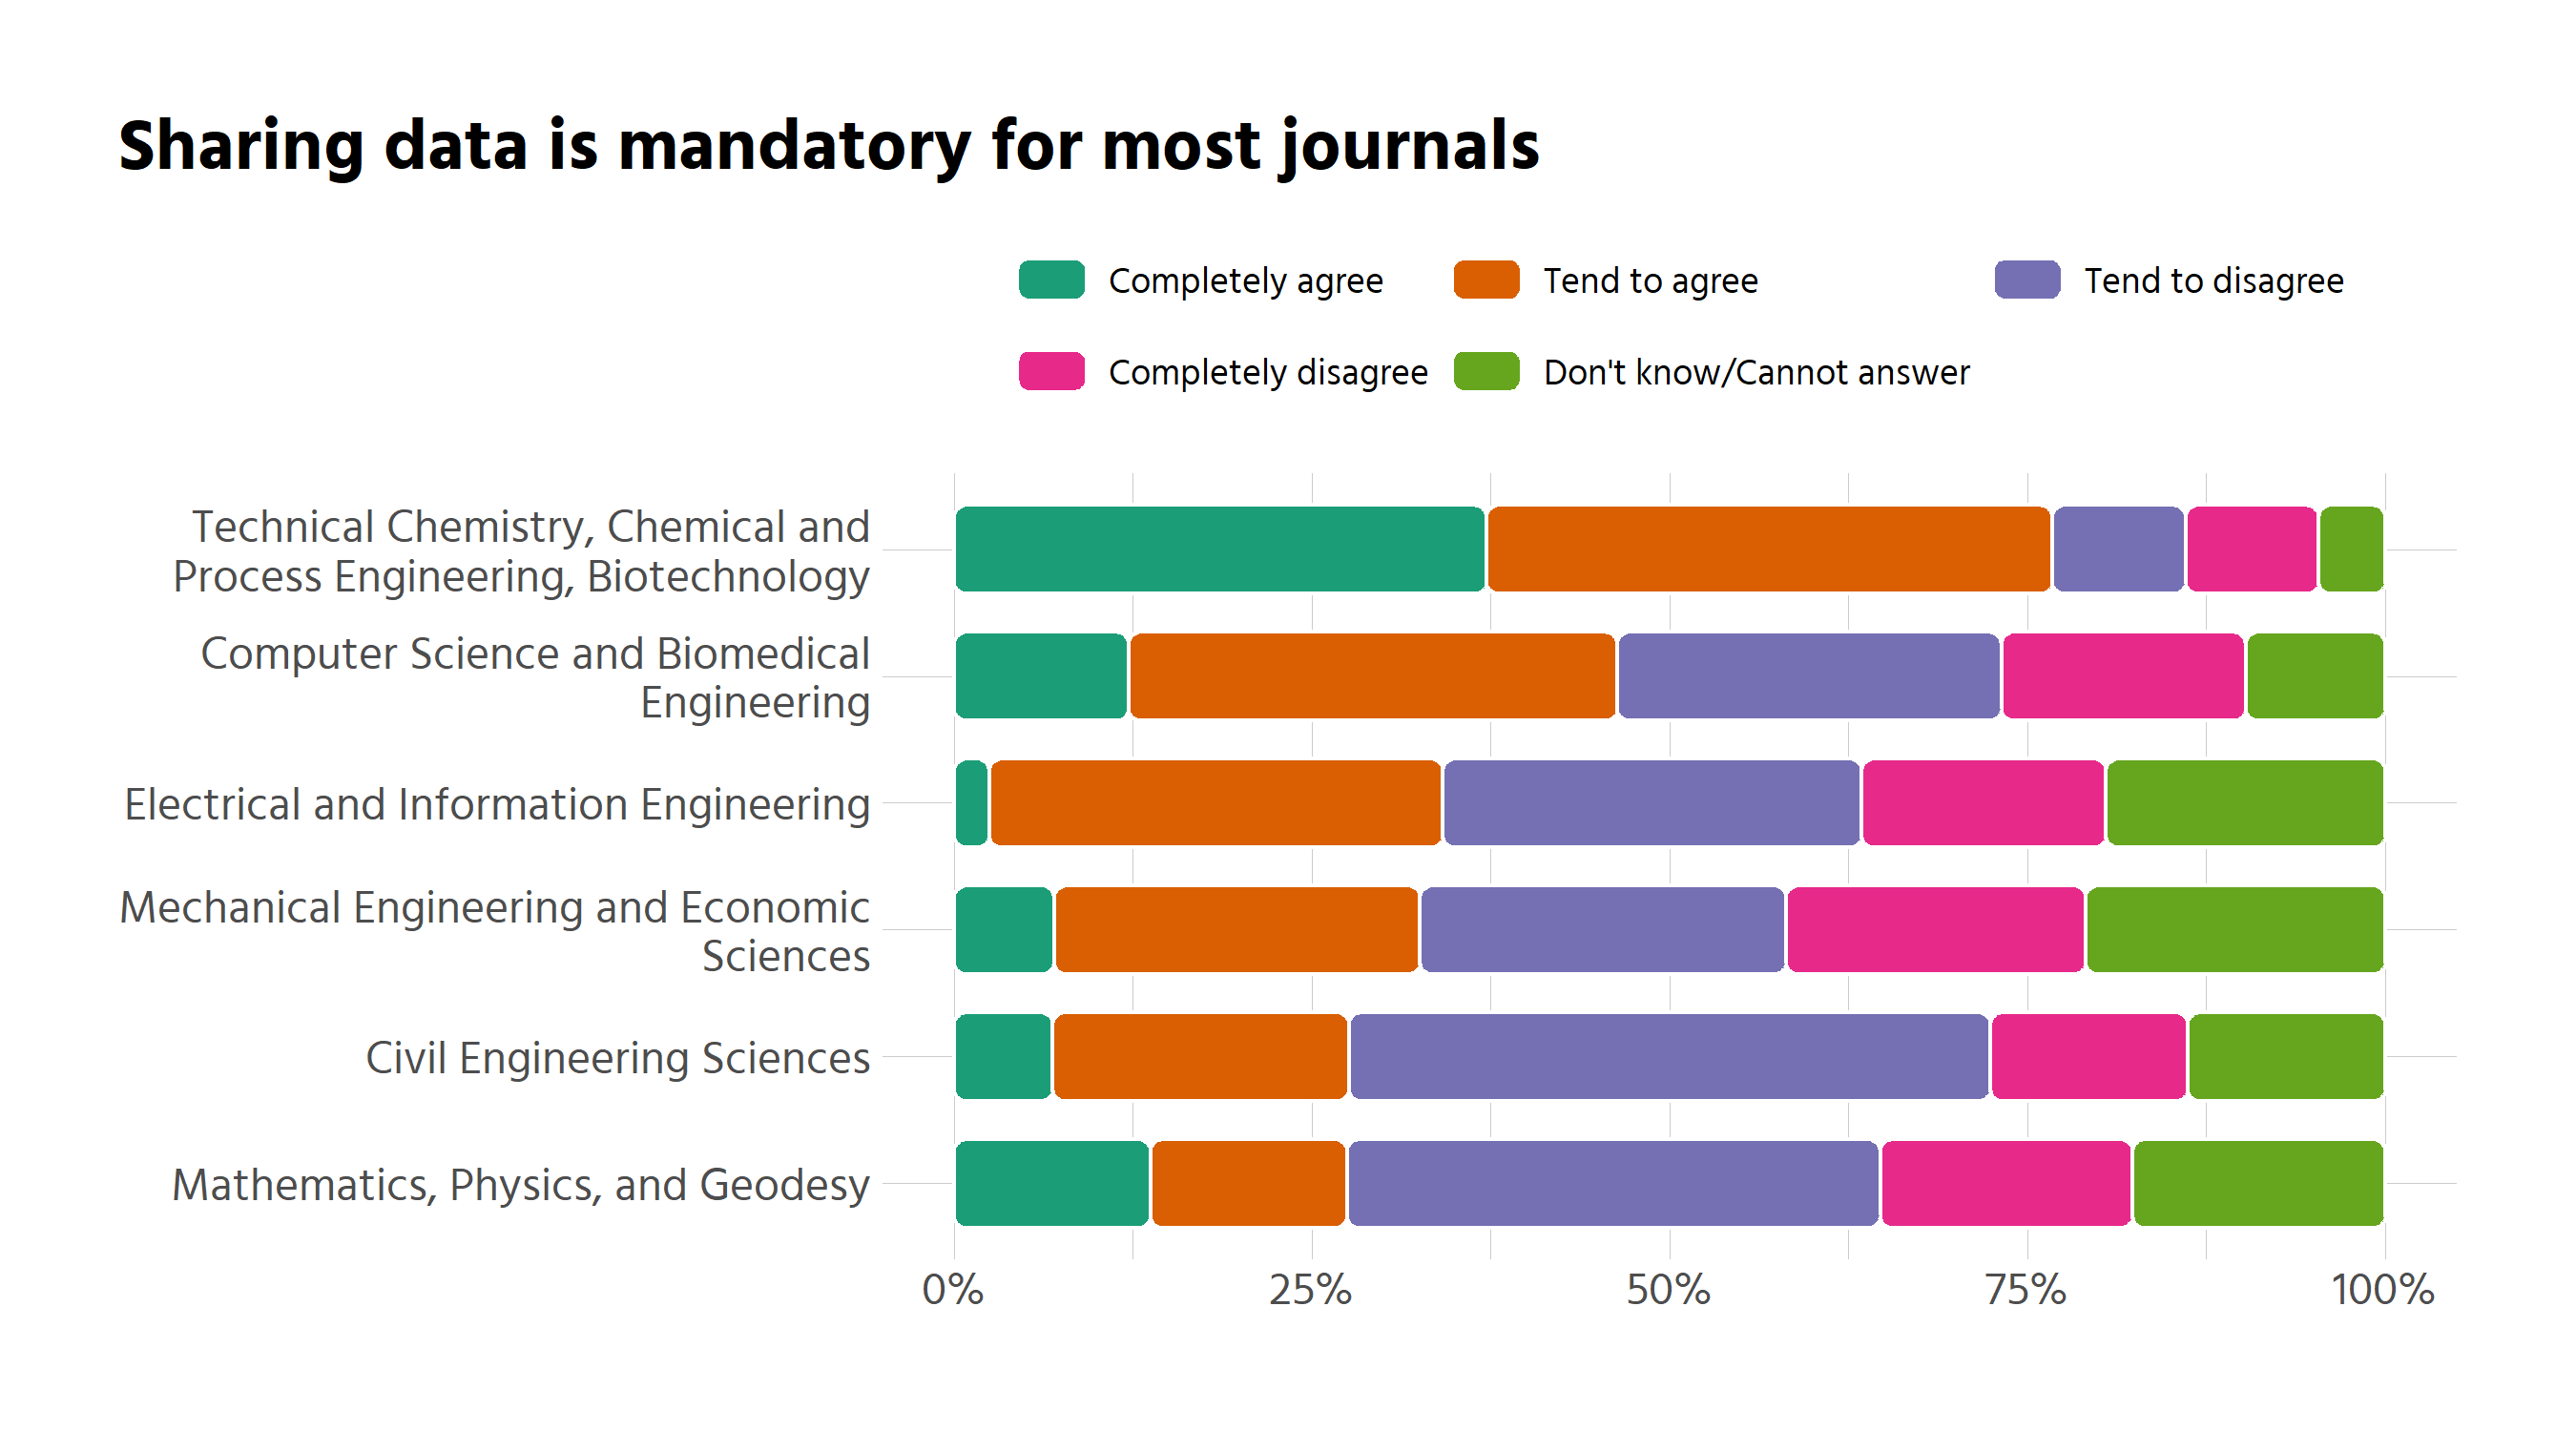 Sharing data is mandatory for most journals
Completely agree
Tend to agree
Tend to disagree
Completely disagree
Don't know/Cannot answer
Technical Chemistry, Chemical and
Process Engineering, Biotechnology
Computer Science and Biomedical
Engineering
Electrical and Information Engineering
Mechanical Engineering and Economic
Sciences
Civil Engineering Sciences
Mathematics, Physics, and Geodesy
0%
25%
50%
75%
100%